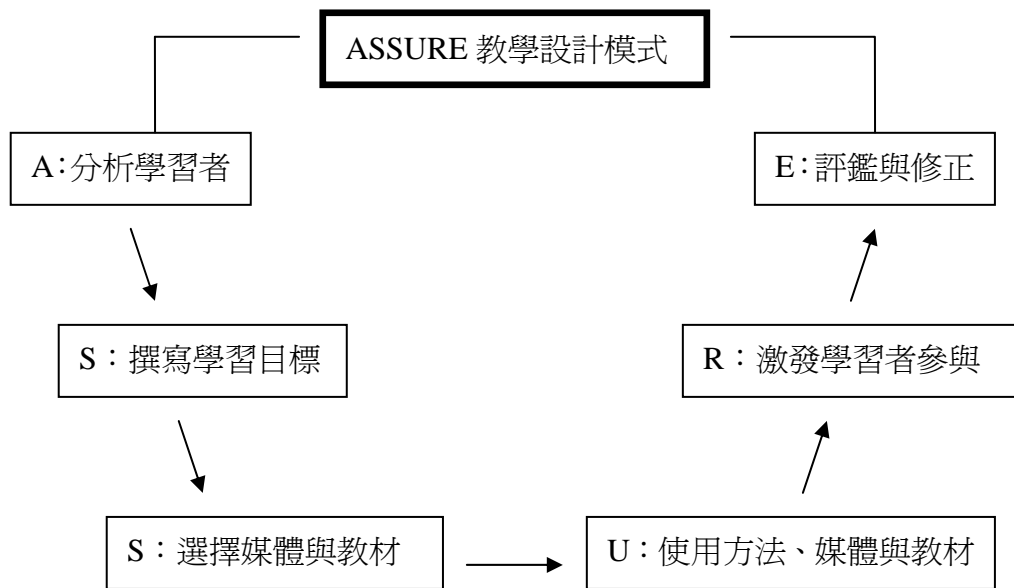 ASSURE 教學設計模式
A：分析學習者
E：評鑑與修正
S：撰寫學習目標
R：激發學習者參與
S：選擇媒體與教材
U：使用方法、媒體與教材